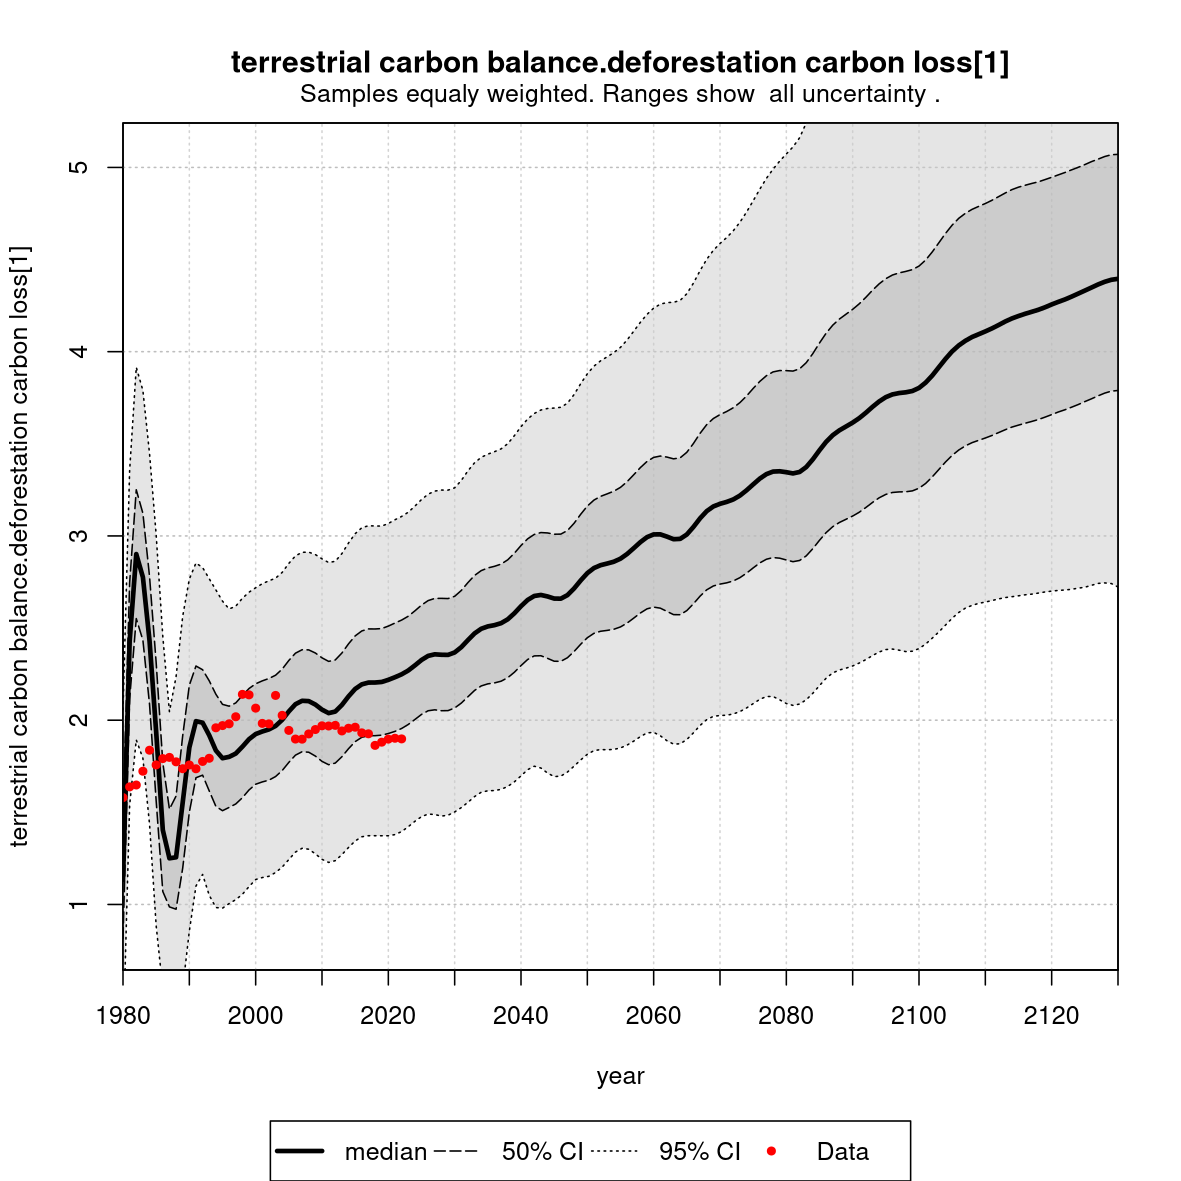 terrestrial carbon balance.deforestation carbon loss[1]
Samples equaly weighted. Ranges show  all uncertainty .
terrestrial carbon balance.deforestation carbon loss[1]
5
4
3
2
1
1980 2000 2020 2040 2060 2080 2100 2120
year
median 50% CI 95% CI Data